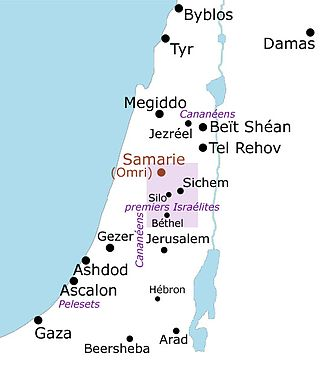 Byblos
Tyr
Damas
Megiddo
Cananéens
Jezréel
Beït Shéan
Tel Rehov
Samarie
(Omri)
Sichem
Silo
premiers Israélites
Béthel
Cananéens
Gezer
Jerusalem
Ashdod
Ascalon
Pelesets
Hébron
Gaza
Beersheba
Arad